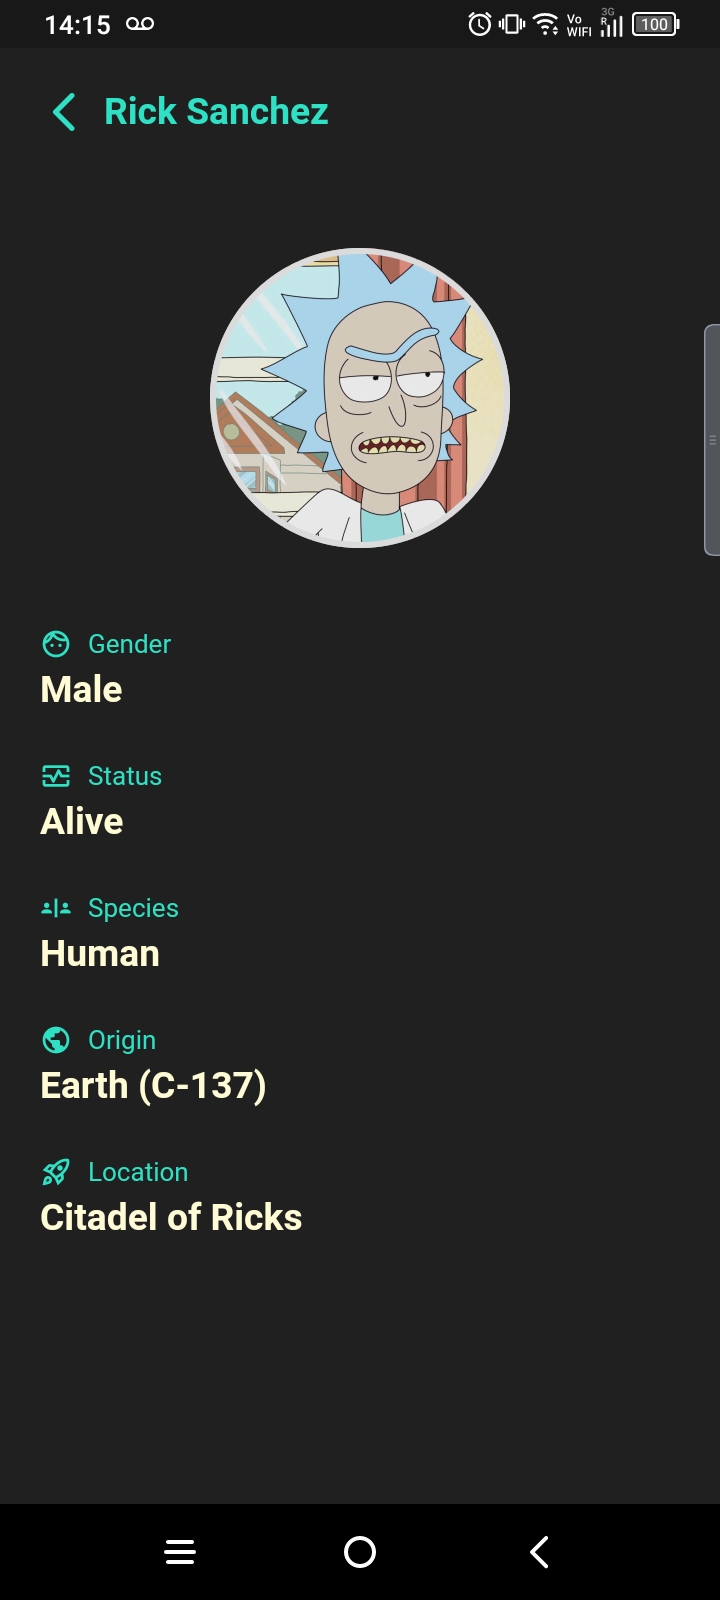 14:15
Vo
WIFI
3G
R
100
Rick Sanchez
Gender
Male
Status
Alive
Species
Human
Origin
Earth (C-137)
Location
Citadel of Ricks